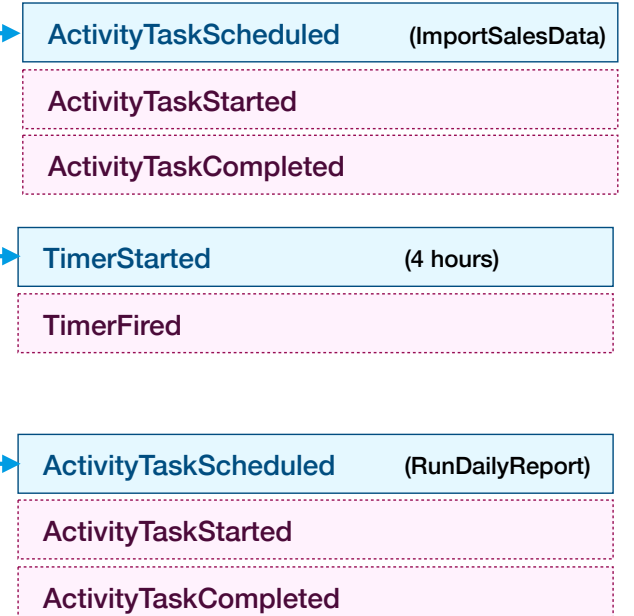 ActivityTaskScheduled (ImportSalesData)
ActivityTaskStarted
ActivityTaskCompleted
TimerStarted (4 hours)
TimerFired
ActivityTaskScheduled (RunDailyReport)
ActivityTaskStarted
ActivityTaskCompleted